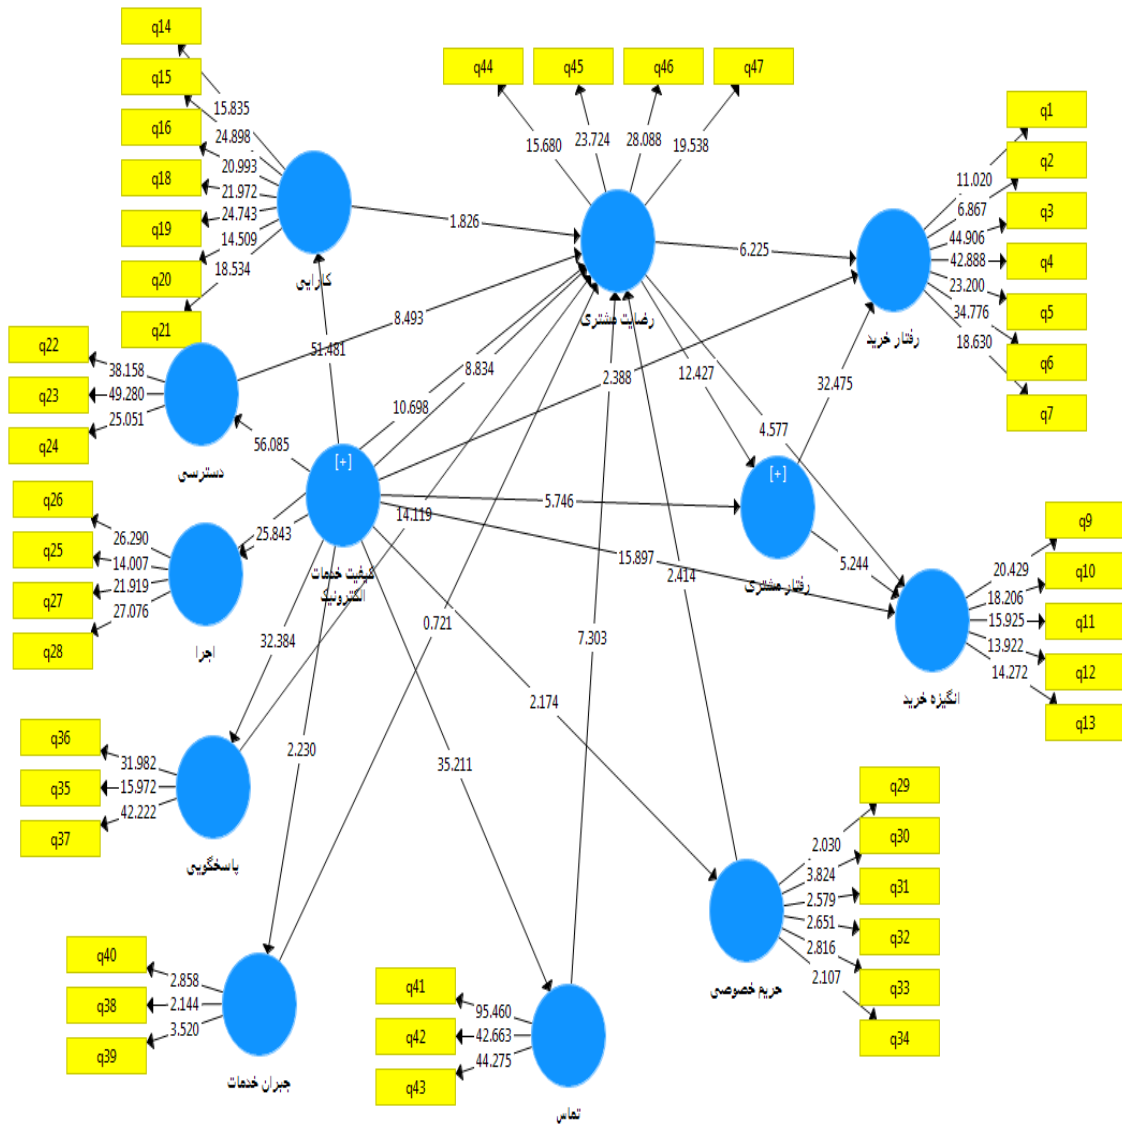 q14
q15
q16
q18
q19
q20
q21
15.835
24.898
20.993
21.972
24.743
14.509
18.534
کارایی
q44
q45
q46
q47
15.680
23.724
28.088
19.538
رضایت مشتری
q1
q2
q3
q4
q5
q6
q7
11.020
6.867
44.906
42.888
23.200
34.776
18.630
رفتار خرید
1.826
6.225
8.493
51.481
8.834
10.698
2.388
12.427
32.475
4.577
q22
q23
q24
38.158
49.280
25.051
دسترسی
56.085
[+]
کیفیت خدمات
الکترونیک
[+]
رفتار مشتری
5.746
14.119
25.843
15.897
5.244
2.414
q26
q25
q27
q28
26.290
14.007
21.919
27.076
اجرا
q9
q10
q11
q12
q13
20.429
18.206
15.925
13.922
14.272
انگیزه خرید
32.384
0.721
7.303
2.174
2.230
35.211
q36
q35
q37
31.982
15.972
42.222
پاسخگویی
q29
q30
q31
q32
q33
q34
2.030
3.824
2.579
2.651
2.816
2.107
حریم خصوصی
q40
q38
q39
2.858
2.144
3.520
جبران خدمات
q41
q42
q43
95.460
42.663
44.275
تماس